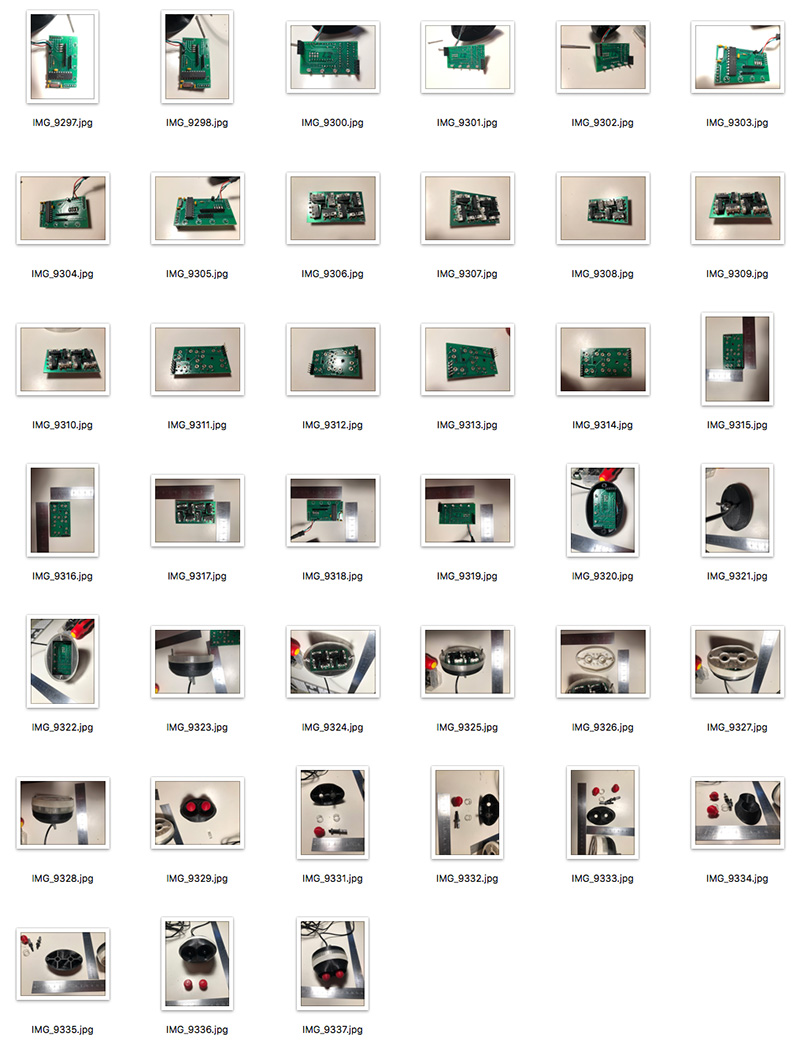 IMG_9297.jpg IMG_9298.jpg IMG_9300.jpg IMG_9301.jpg IMG_9302.jpg IMG_9303.jpg
IMG_9304.jpg IMG_9305.jpg IMG_9306.jpg IMG_9307.jpg IMG_9308.jpg IMG_9309.jpg
IMG_9310.jpg IMG_9311.jpg IMG_9312.jpg IMG_9313.jpg IMG_9314.jpg IMG_9315.jpg
IMG_9316.jpg IMG_9317.jpg IMG_9318.jpg IMG_9319.jpg IMG_9320.jpg IMG_9321.jpg
IMG_9322.jpg IMG_9323.jpg IMG_9324.jpg IMG_9325.jpg IMG_9326.jpg IMG_9327.jpg
IMG_9328.jpg IMG_9329.jpg IMG_9331.jpg IMG_9332.jpg IMG_9333.jpg IMG_9334.jpg
IMG_9335.jpg IMG_9336.jpg IMG_9337.jpg